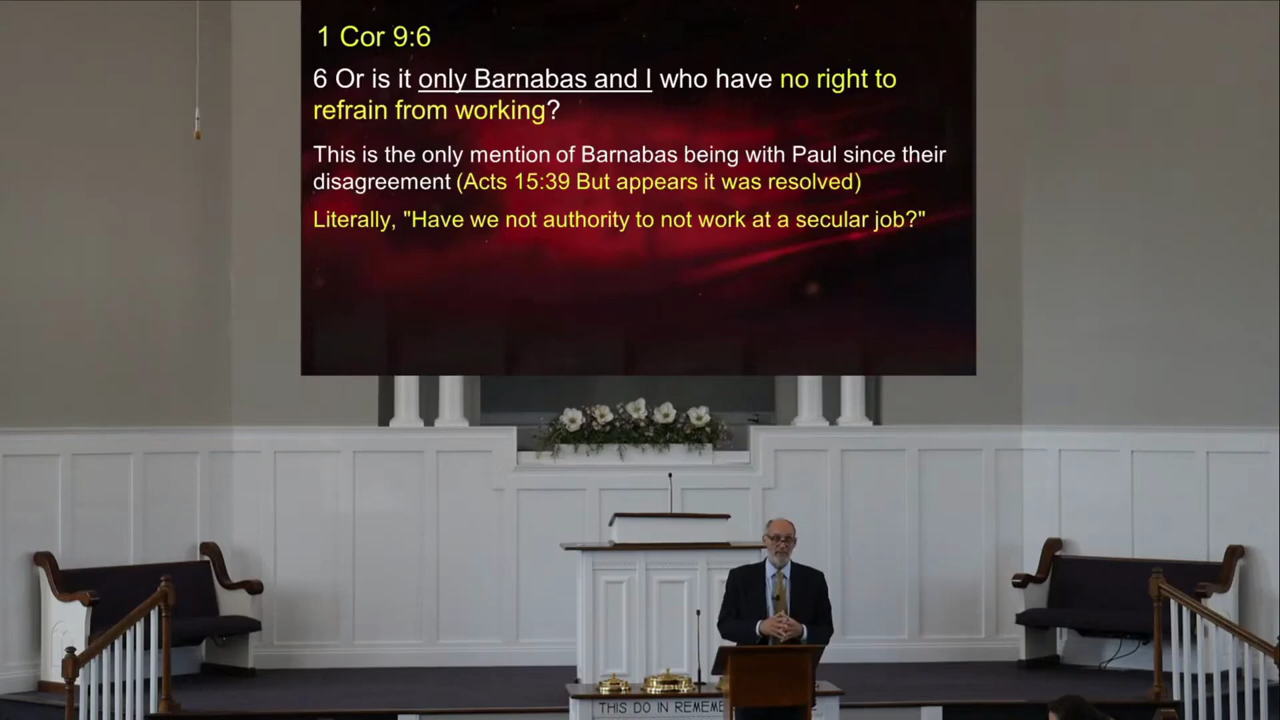 1 Cor 9:6
6 Or is it only Barnabas and I who have no right to
refrain from working?
This is the only mention of Barnabas being with Paul since their
disagreement (Acts 15:39 But appears it was resolved)
Literally, "Have we not authority to not work at a secular job?"
THIS DO IN REMEME